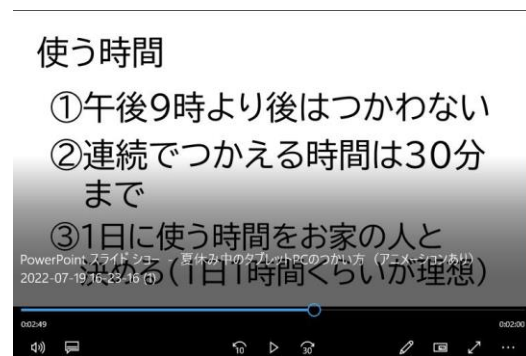 使う時間
①午後9時より後はつかわない
②連続でつかえる時間は30分
まで
③1日に使う時間をお家の人と
PowerPoint スライド ショー - 夏休み中のタブレットPCのつかい方（アニメーションあり）
2022-07-19 16-23-16 (1)
める（1日1時間くらいが理想）
0:02:49
0:02:00
10
30